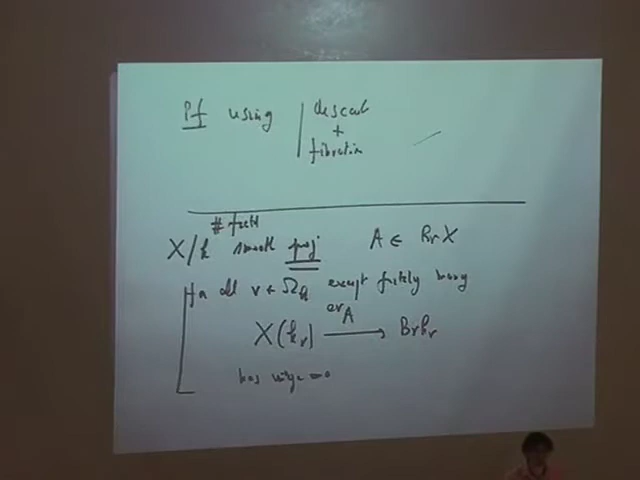 Pf using | descent
+
fibration
# field
X/k smooth proj A ∈ Br X
for all v ∈ Ω_k except finitely many
ev_A
X(k_v) ⟶ Br k_v
has image = 0